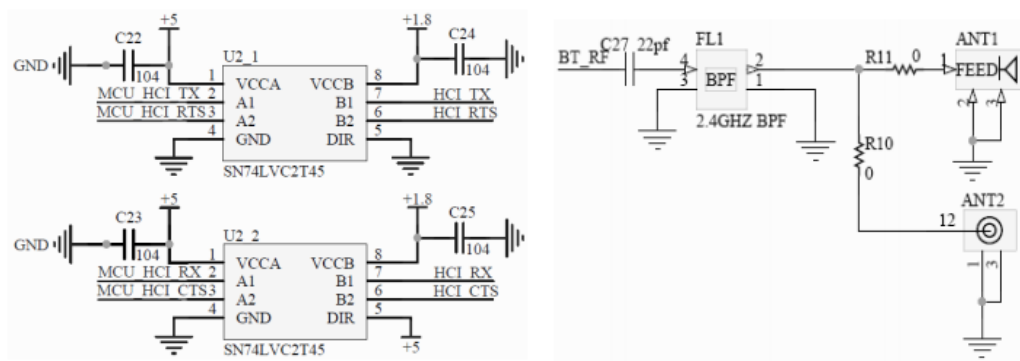 +5
+1.8
C22
U2_1
C24
GND
104
1 VCCA VCCB 8
104
MCU_HCI_TX 2 A1 B1 7 HCI_TX
MCU_HCI_RTS 3 A2 B2 6 HCI_RTS
4 GND DIR 5
SN74LVC2T45
+5
+1.8
C23
U2_2
C25
GND
104
1 VCCA VCCB 8
104
MCU_HCI_RX 2 A1 B1 7 HCI_RX
MCU_HCI_CTS 3 A2 B2 6 HCI_CTS
4 GND DIR 5
SN74LVC2T45
+5
BT_RF
C27 22pf
FL1
4
3
BPF
2
1
2.4GHZ BPF
R11 0
ANT1
1
FEED
2
3
R10
0
ANT2
12
1
3